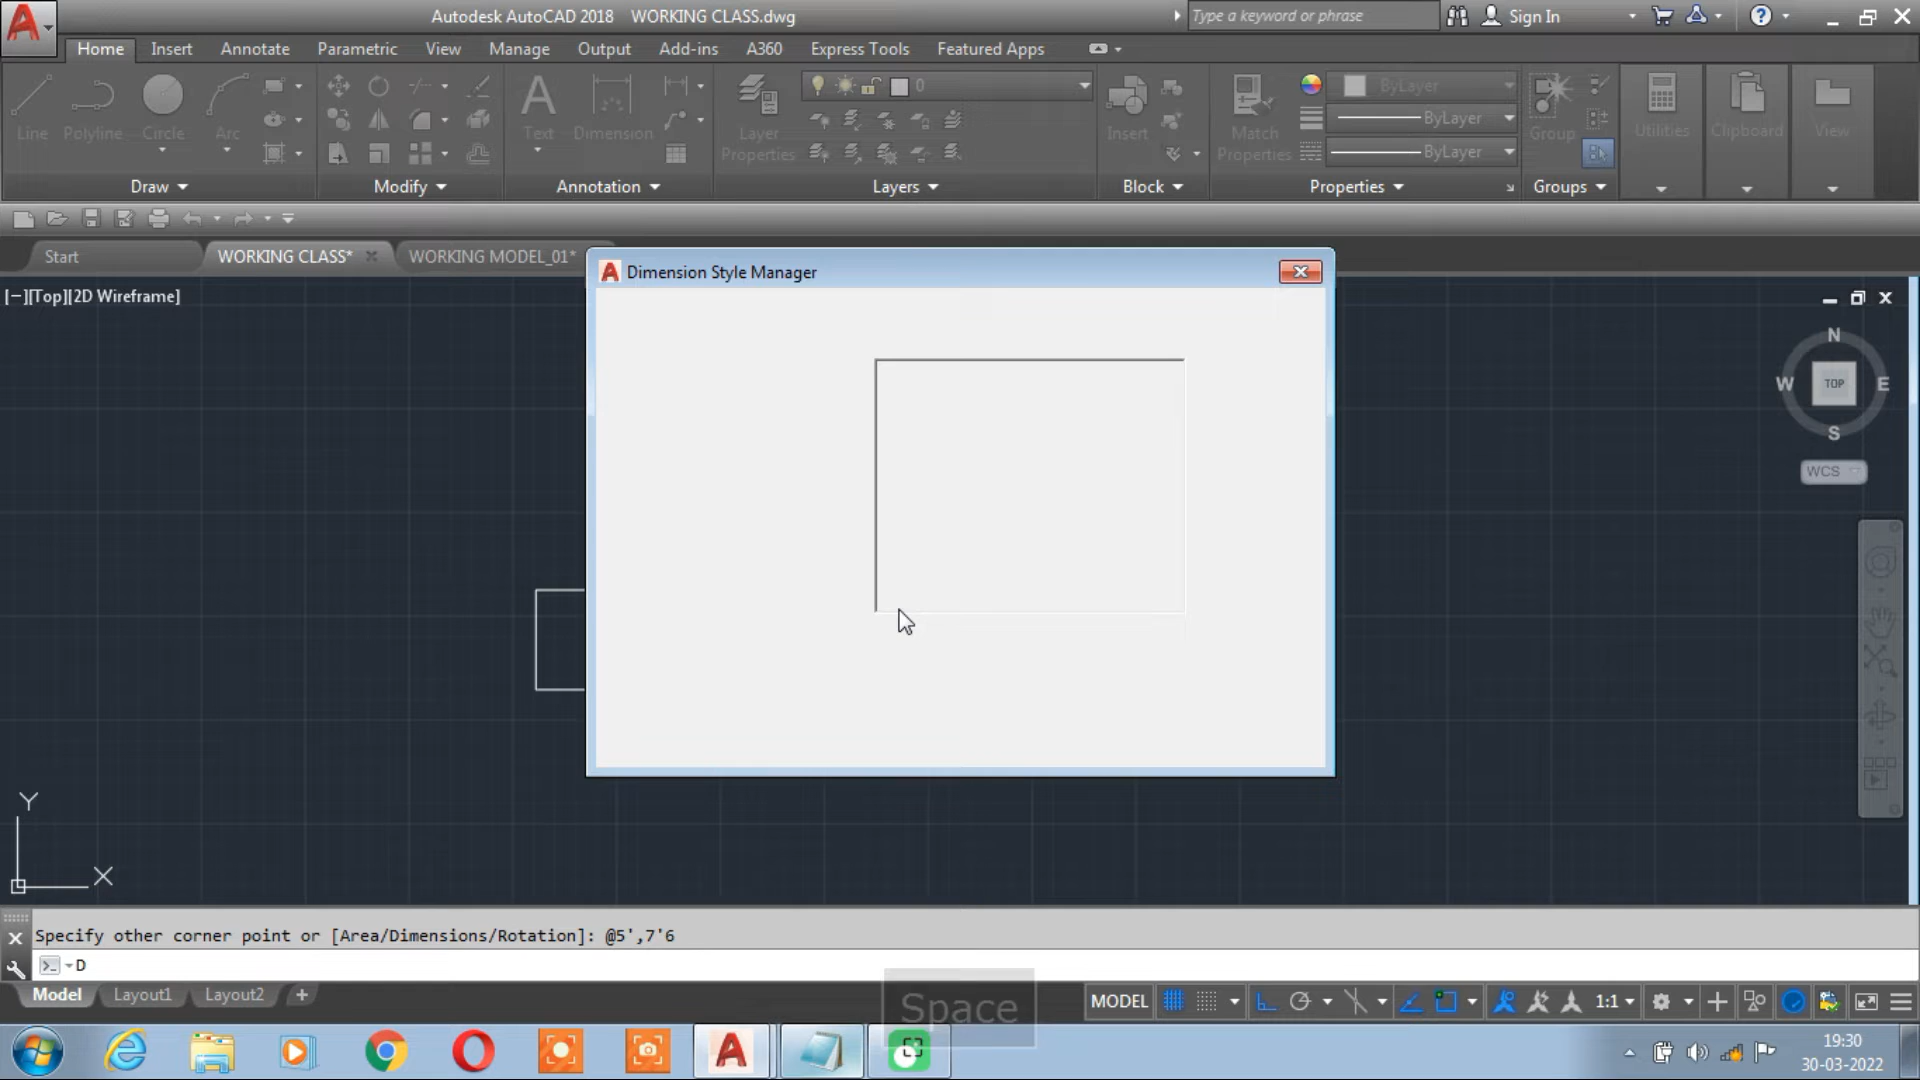 Autodesk AutoCAD 2018 WORKING CLASS.dwg
Type a keyword or phrase
Sign In
Home Insert Annotate Parametric View Manage Output Add-ins A360 Express Tools Featured Apps
Line Polyline Circle Arc
Text Dimension
Layer Properties
0
Insert
Match Properties
ByLayer
ByLayer
ByLayer
Group
Utilities
Clipboard
View
Draw Modify Annotation Layers Block Properties Groups
Start WORKING CLASS* WORKING MODEL_01*
Dimension Style Manager
[−][Top][2D Wireframe]
N
W TOP E
S
WCS
Y
X
Specify other corner point or [Area/Dimensions/Rotation]: @5',7'6
D
Model Layout1 Layout2 +
Space
MODEL 1:1
19:30
30-03-2022